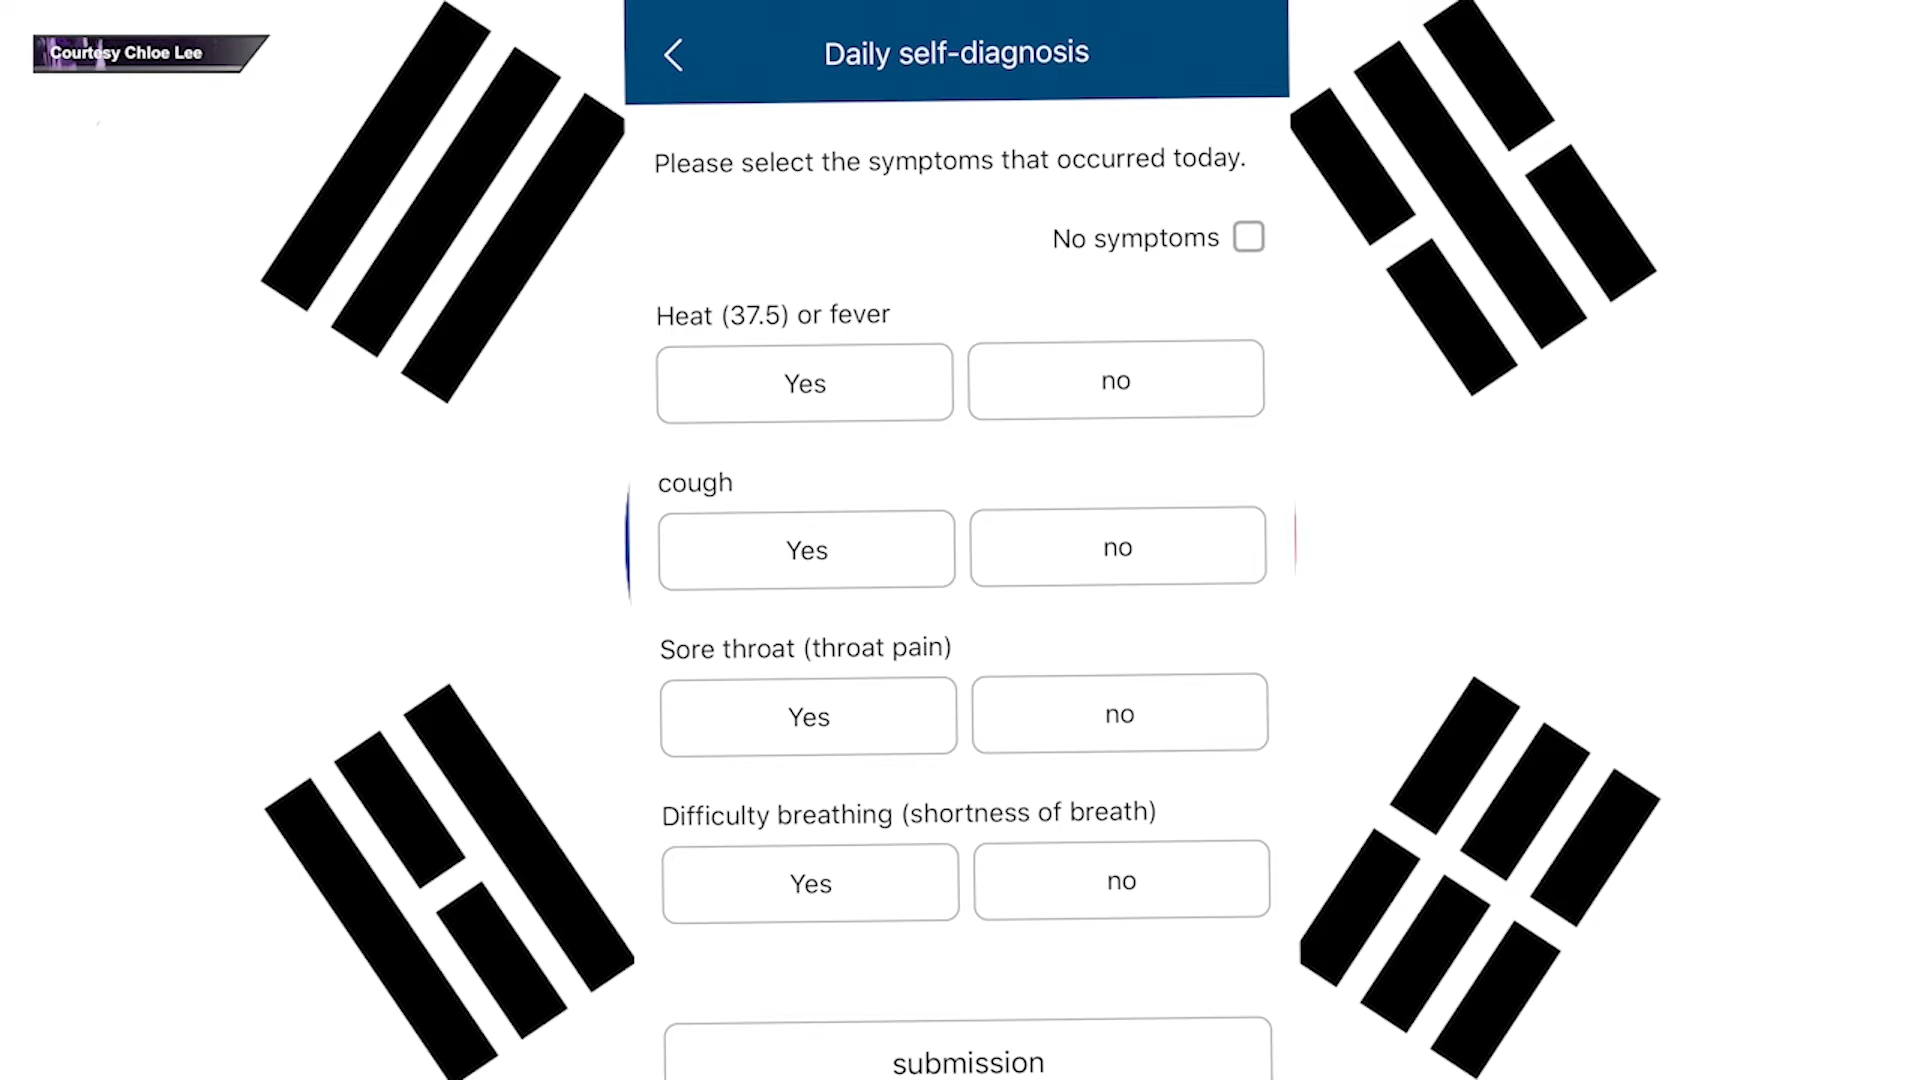 Courtesy Chloe Lee
Daily self-diagnosis
Please select the symptoms that occurred today.
No symptoms
Heat (37.5) or fever
Yes
no
cough
Yes
no
Sore throat (throat pain)
Yes
no
Difficulty breathing (shortness of breath)
Yes
no
submission